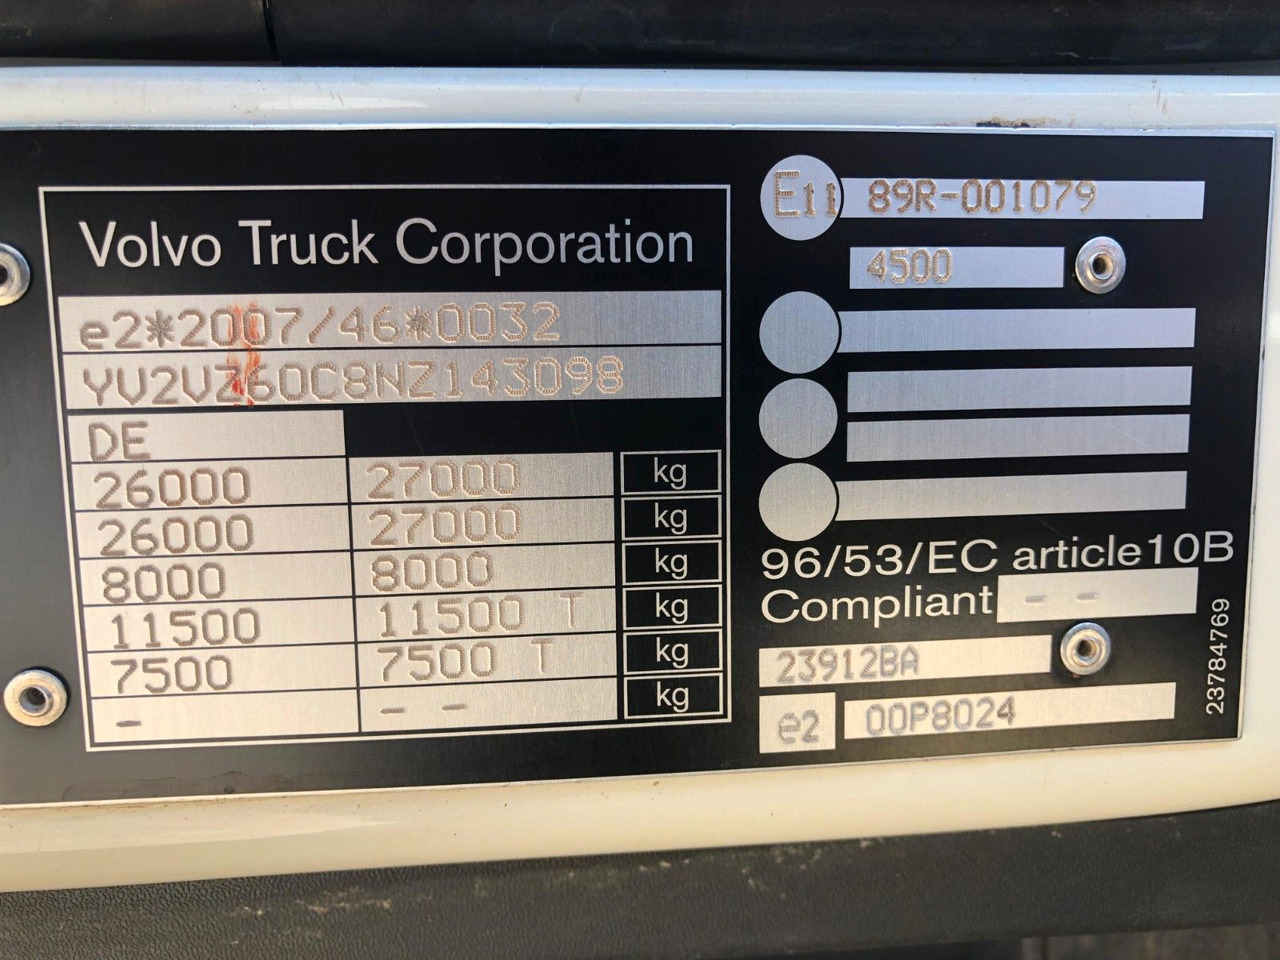 Volvo Truck Corporation
e2*2007/46*0032
YV2VZ60C8NZ143098
DE
26000 27000 kg
26000 27000 kg
8000 8000 kg
11500 11500 T kg
7500 7500 T kg
- - - kg
E11 89R-001079
4500
96/53/EC article10B
Compliant - -
23912BA
e2 00P8024
23784769